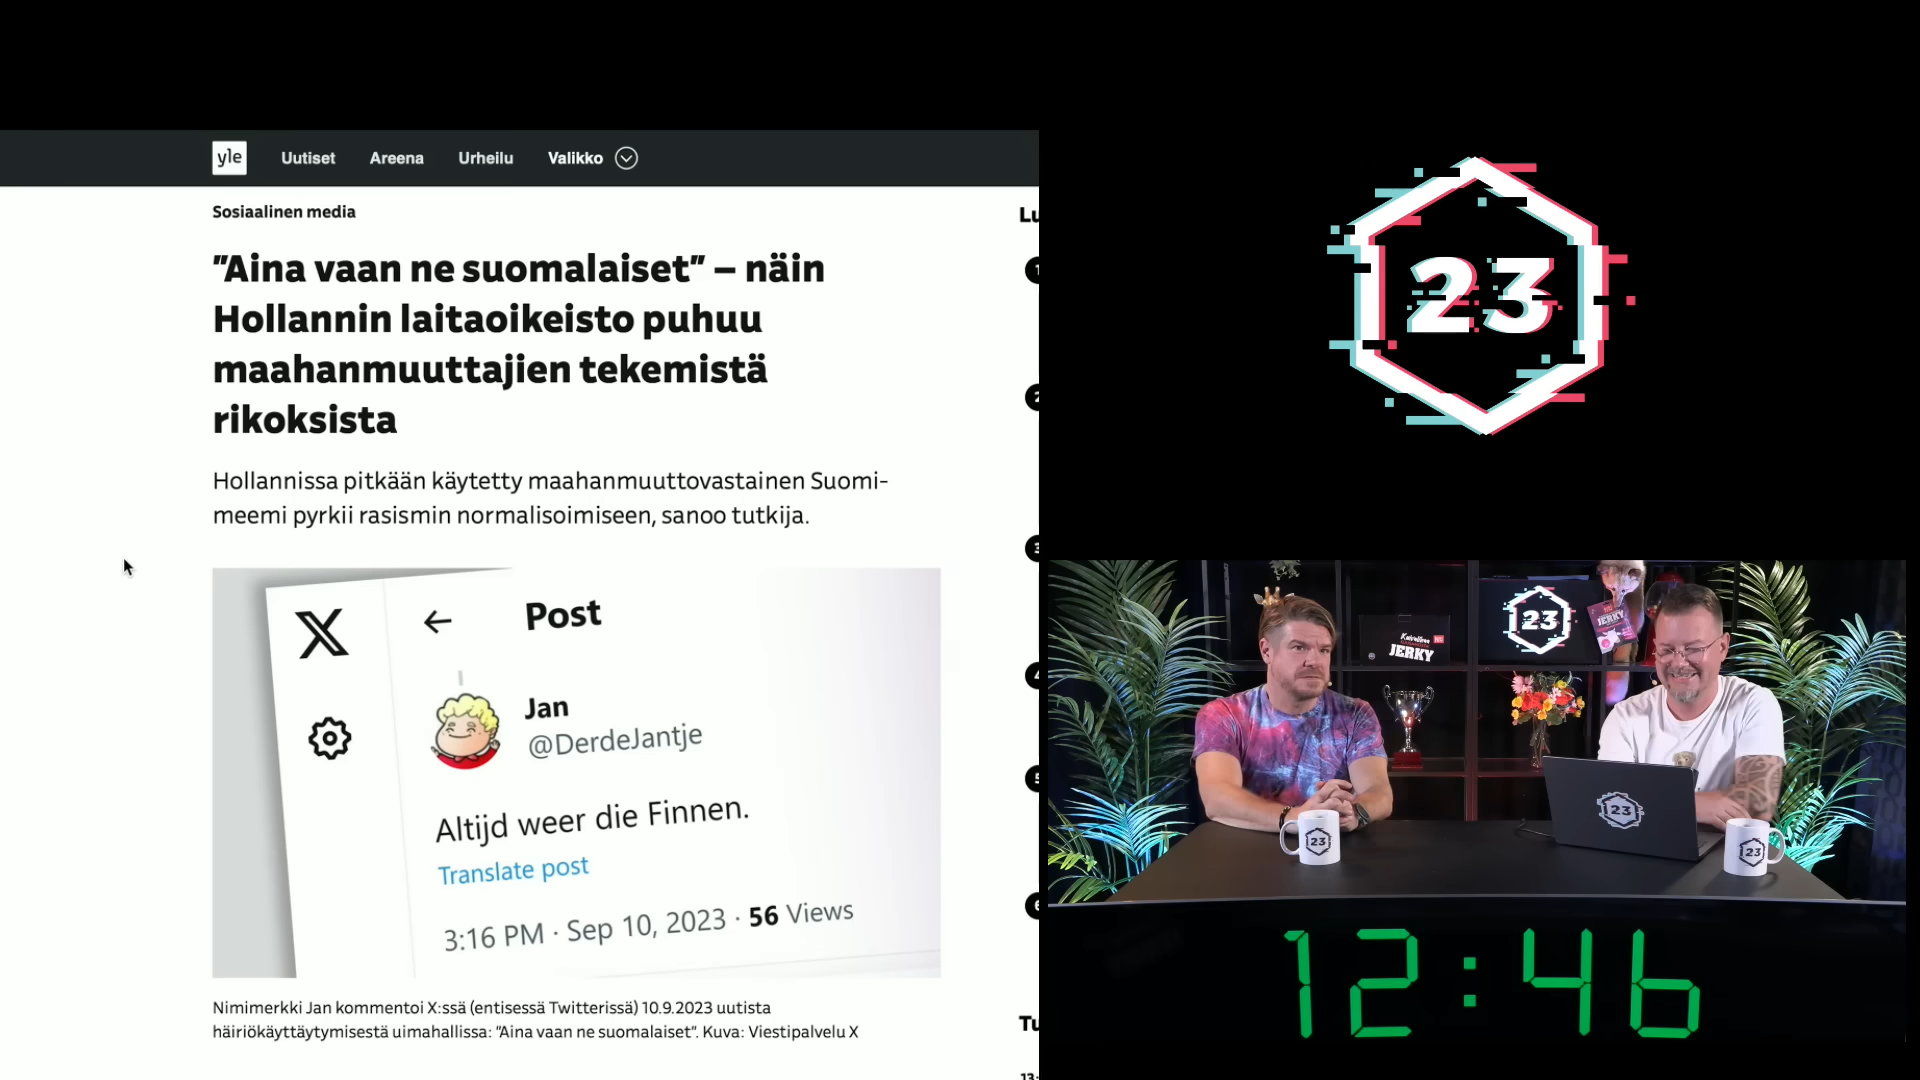 yle Uutiset Areena Urheilu Valikko
Sosiaalinen media
”Aina vaan ne suomalaiset” – näin
Hollannin laitaoikeisto puhuu
maahanmuuttajien tekemistä
rikoksista
Hollannissa pitkään käytetty maahanmuuttovastainen Suomi-
meemi pyrkii rasismin normalisoimiseen, sanoo tutkija.
X
Post
Jan
@DerdeJantje
Altijd weer die Finnen.
Translate post
3:16 PM · Sep 10, 2023 · 56 Views
Nimimerkki Jan kommentoi X:ssä (entisessä Twitterissä) 10.9.2023 uutista
häiriökäyttäytymisestä uimahallissa: ”Aina vaan ne suomalaiset”. Kuva: Viestipalvelu X
23
23
JERKY
JERKY
23
23
23
12:46